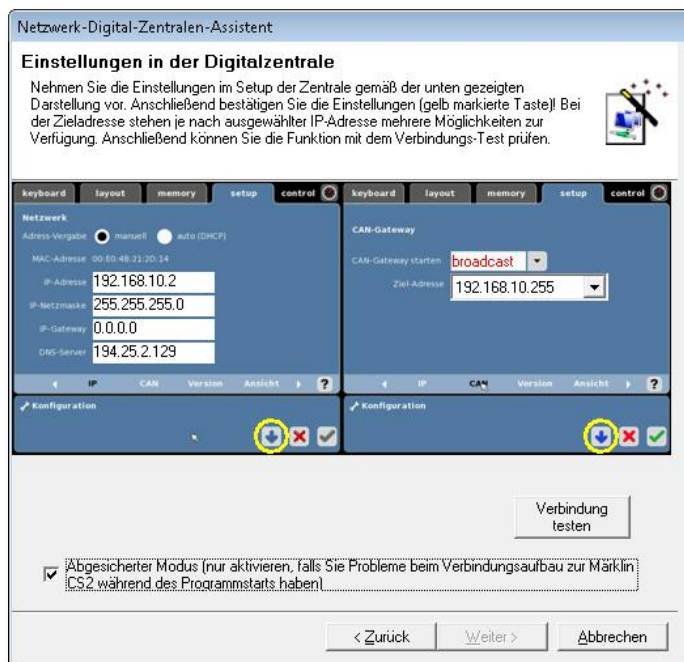 Netzwerk-Digital-Zentralen-Assistent
Einstellungen in der Digitalzentrale
Nehmen Sie die Einstellungen im Setup der Zentrale gemäß der unten gezeigten
Darstellung vor. Anschließend bestätigen Sie die Einstellungen (gelb markierte Taste)! Bei
der Zieladresse stehen je nach ausgewählter IP-Adresse mehrere Möglichkeiten zur
Verfügung. Anschließend können Sie die Funktion mit dem Verbindungs-Test prüfen.
keyboard layout memory setup control
Netzwerk
Adress-Vergabe manuell auto (DHCP)
MAC-Adresse 00:E0:4B:21:2D:14
IP-Adresse 192.168.10.2
IP-Netzmaske 255.255.255.0
IP-Gateway 0.0.0.0
DNS-Server 194.25.2.129
IP CAN Version Ansicht ?
Konfiguration
keyboard layout memory setup control
CAN-Gateway
CAN-Gateway starten broadcast
Ziel-Adresse 192.168.10.255
IP CAN Version Ansicht ?
Konfiguration
Verbindung
testen
Abgesicherter Modus (nur aktivieren, falls Sie Probleme beim Verbindungsaufbau zur Märklin
CS2 während des Programmstarts haben)
< Zurück Weiter > Abbrechen